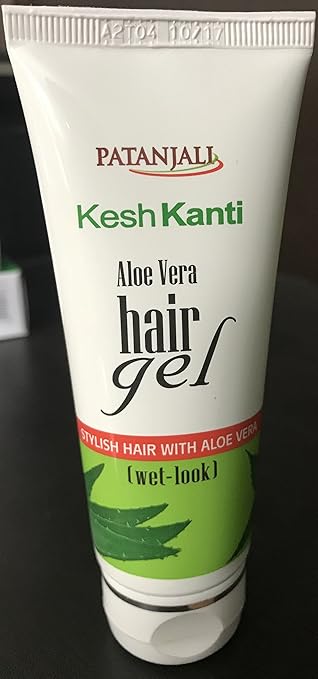 A2T04 10217
PATANJALI
Kesh Kanti
Aloe Vera
hair
gel
STYLISH HAIR WITH ALOE VERA
(wet-look)